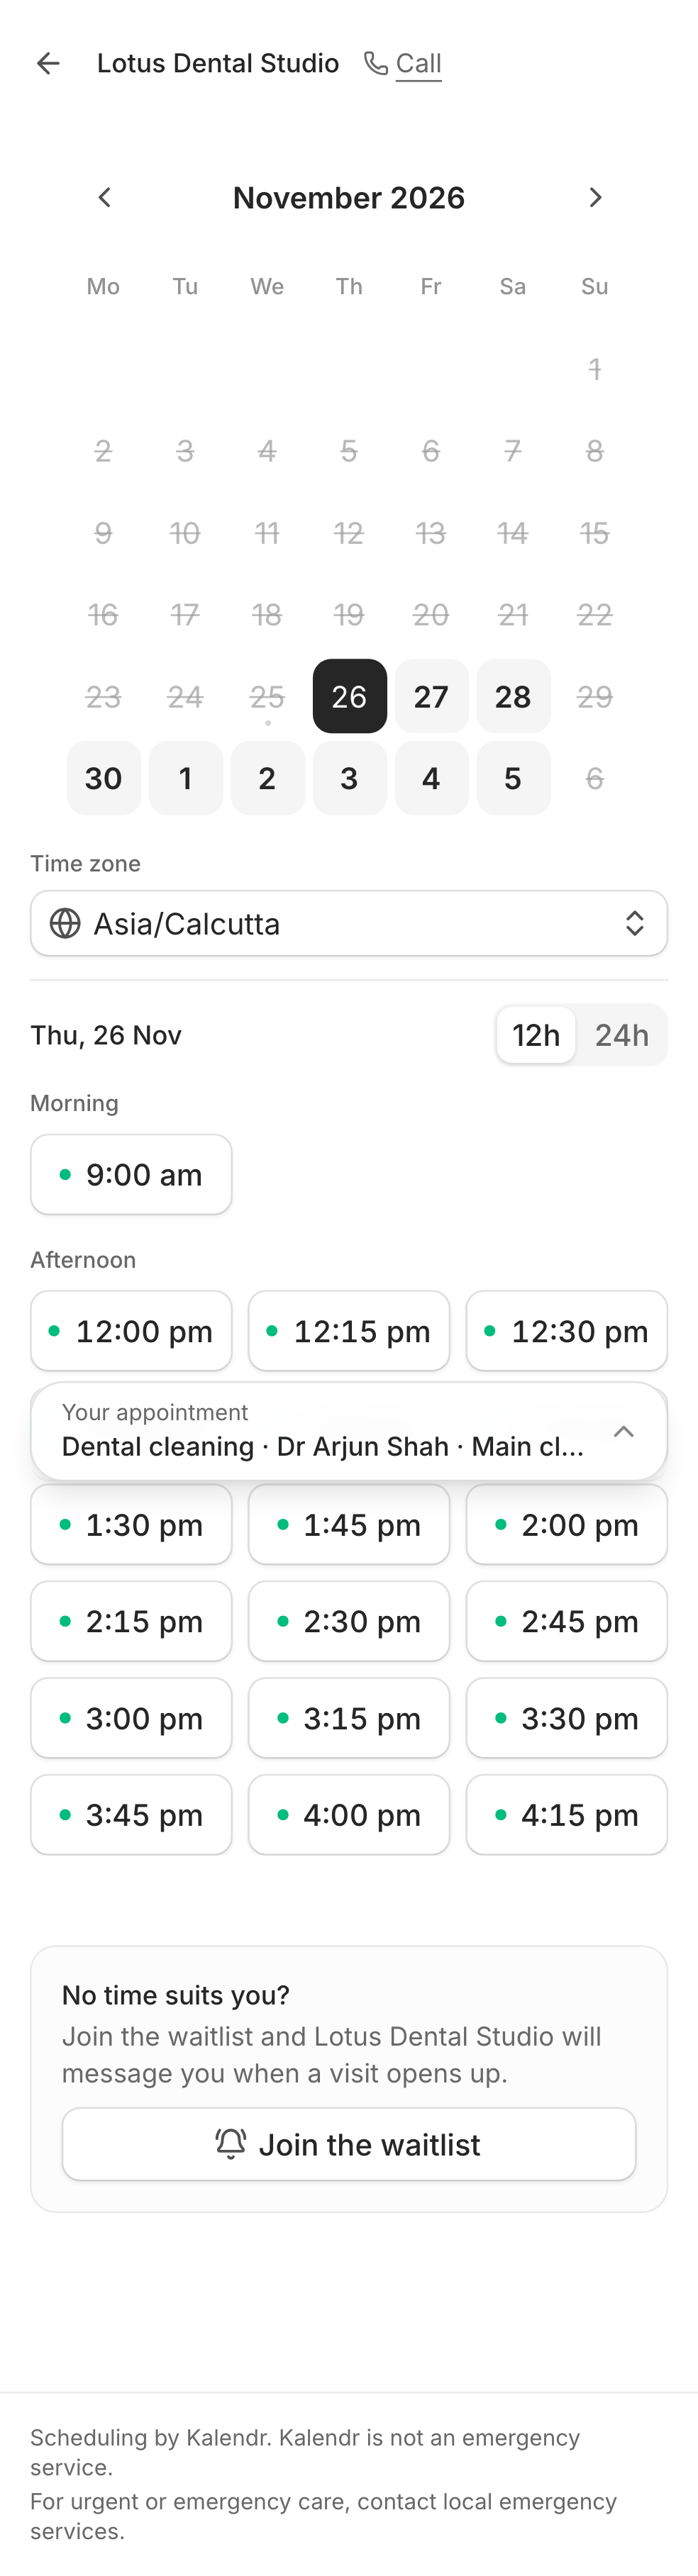 Lotus Dental Studio Call
November 2026
Mo Tu We Th Fr Sa Su
1
2 3 4 5 6 7 8
9 10 11 12 13 14 15
16 17 18 19 20 21 22
23 24 25 26 27 28 29
30 1 2 3 4 5 6
Time zone
Asia/Calcutta
Thu, 26 Nov 12h 24h
Morning
9:00 am
Afternoon
12:00 pm 12:15 pm 12:30 pm
Your appointment
Dental cleaning · Dr Arjun Shah · Main cl...
1:30 pm 1:45 pm 2:00 pm
2:15 pm 2:30 pm 2:45 pm
3:00 pm 3:15 pm 3:30 pm
3:45 pm 4:00 pm 4:15 pm
No time suits you?
Join the waitlist and Lotus Dental Studio will
message you when a visit opens up.
Join the waitlist
Scheduling by Kalendr. Kalendr is not an emergency
service.
For urgent or emergency care, contact local emergency
services.